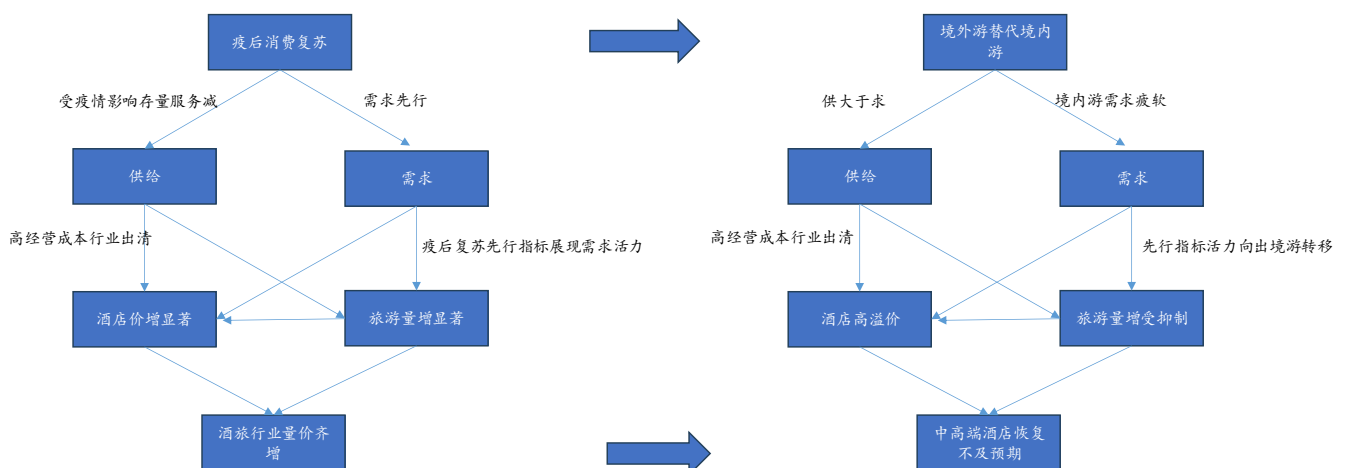 疫后消费复苏
境外游替代境内
游
受疫情影响存量服务减
需求先行
供大于求
境内游需求疲软
供给
需求
供给
需求
高经营成本行业出清
疫后复苏先行指标展现需求活力
高经营成本行业出清
先行指标活力向出境游转移
酒店价增显著
旅游量增显著
酒店高溢价
旅游量增受抑制
酒旅行业量价齐
增
中高端酒店恢复
不及预期